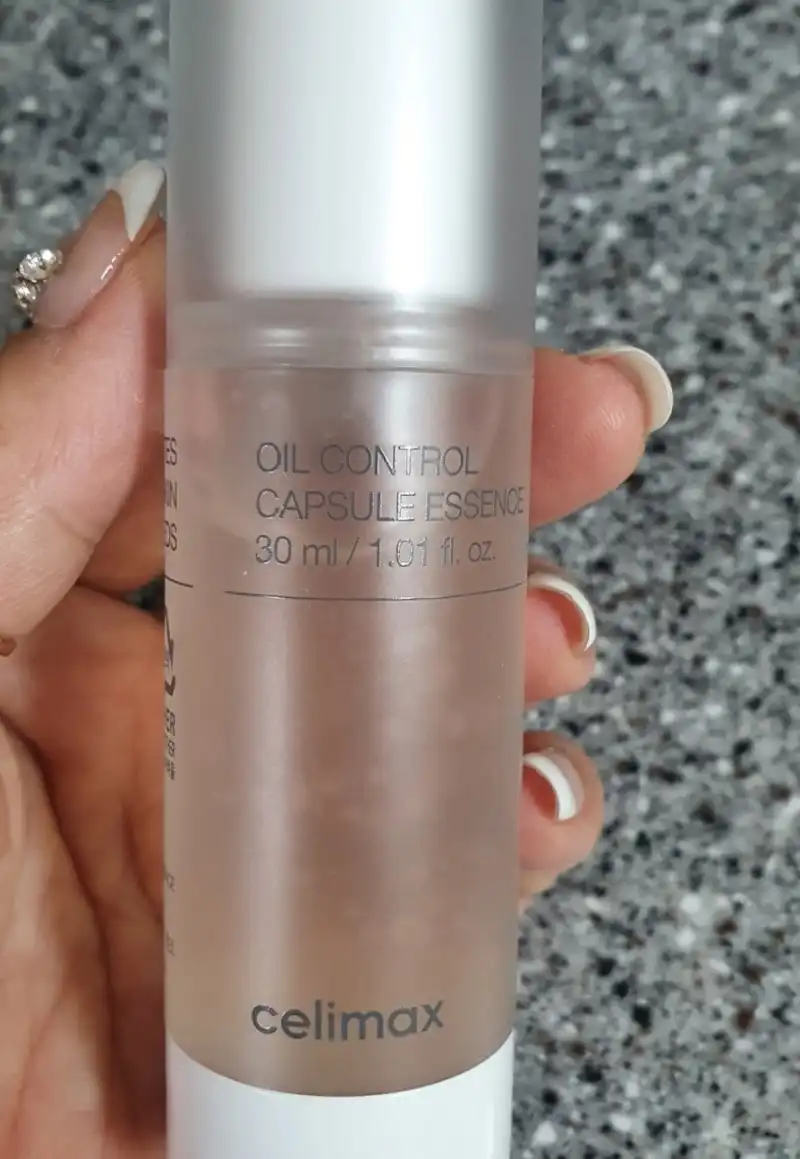 OIL CONTROL
CAPSULE ESSENCE
30 ml / 1.01 fl. oz.
celimax